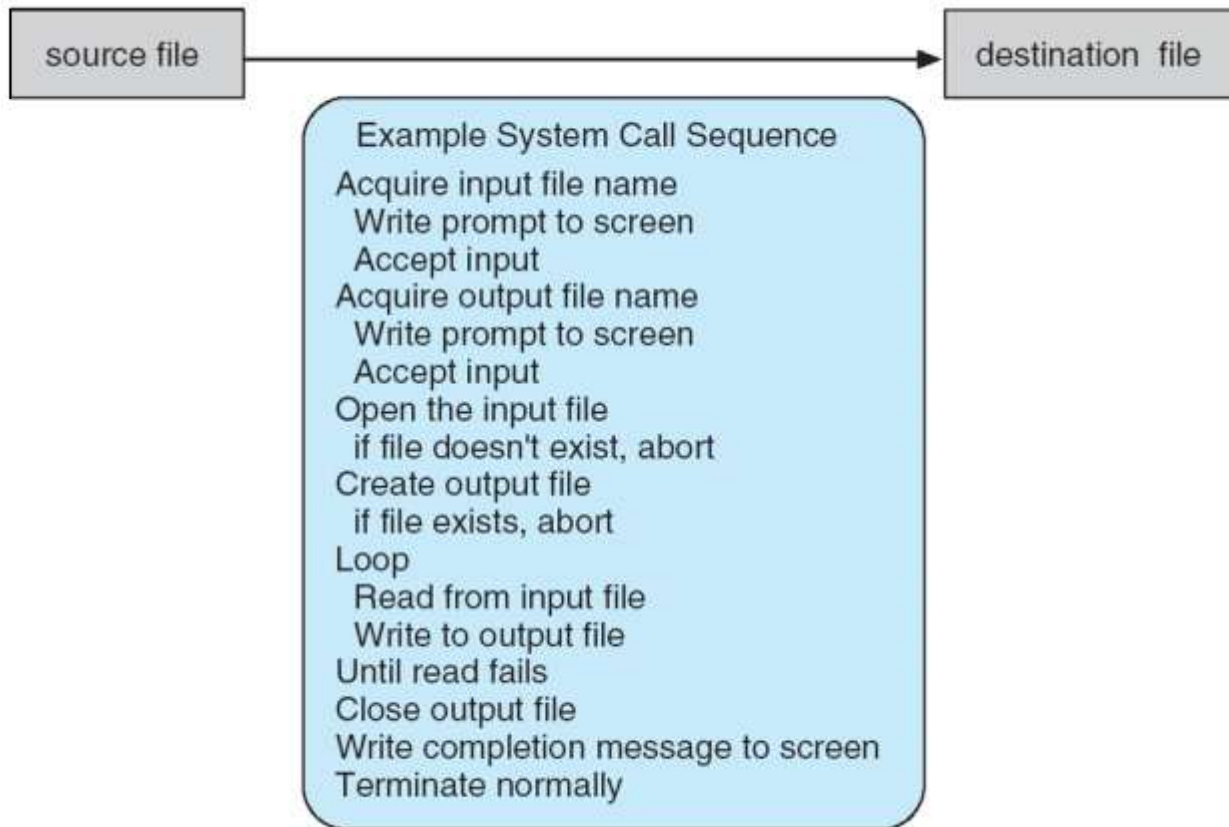 source file
destination file
Example System Call Sequence
Acquire input file name
Write prompt to screen
Accept input
Acquire output file name
Write prompt to screen
Accept input
Open the input file
if file doesn't exist, abort
Create output file
if file exists, abort
Loop
Read from input file
Write to output file
Until read fails
Close output file
Write completion message to screen
Terminate normally